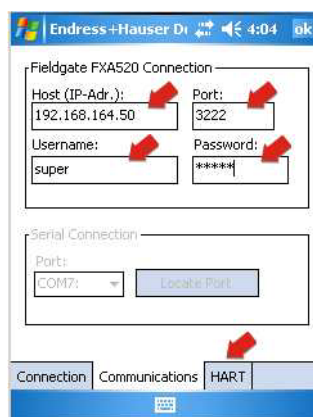 Endress+Hauser D 4:04 ok
Fieldgate FXA520 Connection
Host (IP-Adr.): Port:
192.168.164.50 3222
Username: Password:
super *****
Serial Connection
Port:
COM7: Locate Port
Connection Communications HART